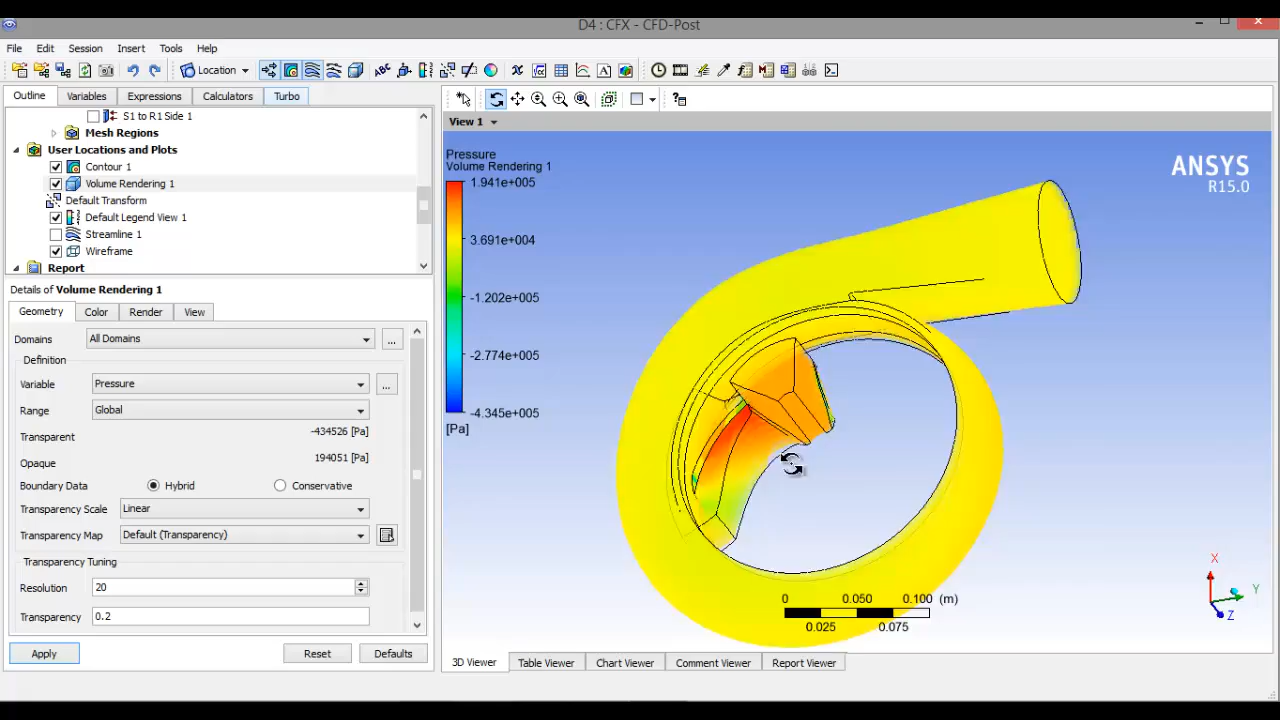 D4 : CFX - CFD-Post
File Edit Session Insert Tools Help
Location
Outline Variables Expressions Calculators Turbo
S1 to R1 Side 1
Mesh Regions
User Locations and Plots
Contour 1
Volume Rendering 1
Default Transform
Default Legend View 1
Streamline 1
Wireframe
Report
Details of Volume Rendering 1
Geometry Color Render View
Domains All Domains ...
Definition
Variable Pressure ...
Range Global
Transparent -434526 [Pa]
Opaque 194051 [Pa]
Boundary Data Hybrid Conservative
Transparency Scale Linear
Transparency Map Default (Transparency)
Transparency Tuning
Resolution 20
Transparency 0.2
Apply Reset Defaults
View 1
Pressure
Volume Rendering 1
1.941e+005
3.691e+004
-1.202e+005
-2.774e+005
-4.345e+005
[Pa]
ANSYS
R15.0
0 0.050 0.100 (m)
0.025 0.075
X
Y
Z
3D Viewer Table Viewer Chart Viewer Comment Viewer Report Viewer